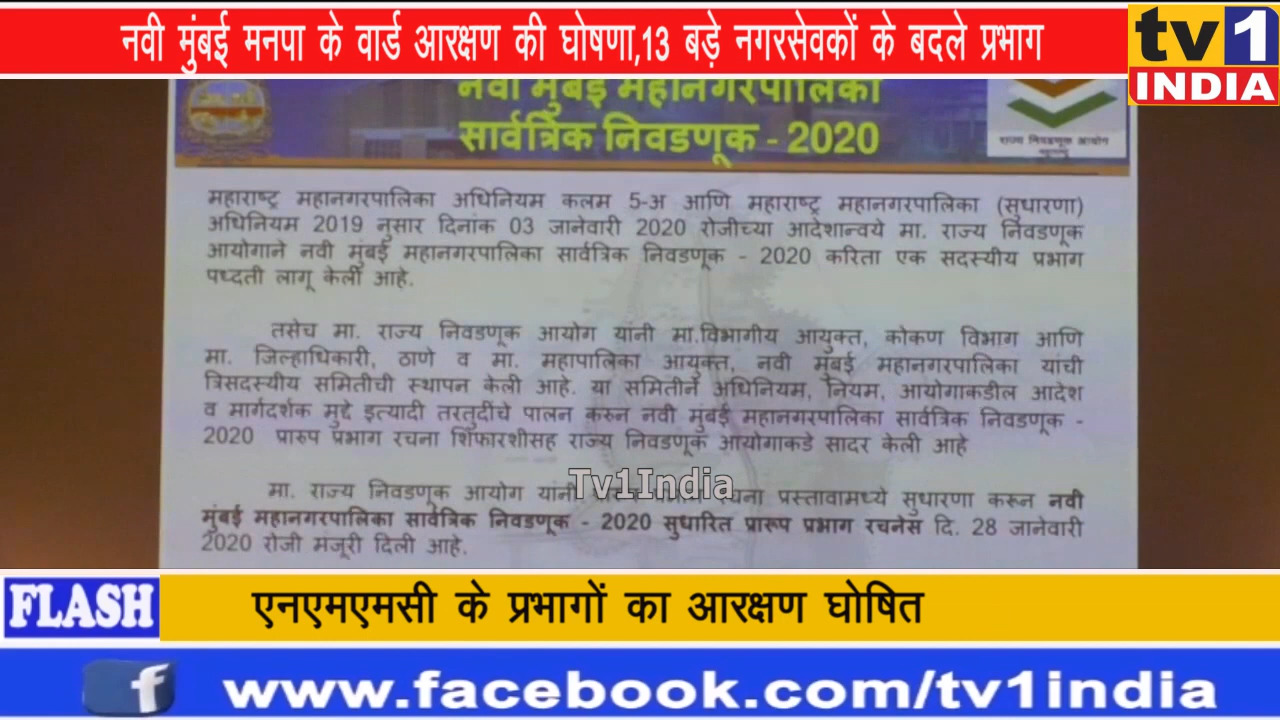 नवी मुंबई मनपा के वार्ड आरक्षण की घोषणा,13 बड़े नगरसेवकों के बदले प्रभाग
tv1
INDIA
नवी मुंबई महानगरपालिका
सार्वत्रिक निवडणूक - 2020
राज्य निवडणूक आयोग
महाराष्ट्र महानगरपालिका अधिनियम कलम 5-अ आणि महाराष्ट्र महानगरपालिका (सुधारणा)
अधिनियम 2019 नुसार दिनांक 03 जानेवारी 2020 रोजीच्या आदेशान्वये मा. राज्य निवडणूक
आयोगाने नवी मुंबई महानगरपालिका सार्वत्रिक निवडणूक - 2020 करिता एक सदस्यीय प्रभाग
पध्दती लागू केली आहे.
तसेच मा. राज्य निवडणूक आयोग यांनी मा.विभागीय आयुक्त, कोकण विभाग आणि
मा. जिल्हाधिकारी, ठाणे व मा. महापालिका आयुक्त, नवी मुंबई महानगरपालिका यांची
त्रिसदस्यीय समितीची स्थापन केली आहे. या समितीने अधिनियम, नियम, आयोगाकडील आदेश
व मार्गदर्शक मुद्दे इत्यादी तरतुदींचे पालन करुन नवी मुंबई महानगरपालिका सार्वत्रिक निवडणूक -
2020 प्रारुप प्रभाग रचना शिफारशीसह राज्य निवडणूक आयोगाकडे सादर केली आहे
Tv1India
मा. राज्य निवडणूक आयोग यांनी रचना प्रस्तावामध्ये सुधारणा करून नवी
मुंबई महानगरपालिका सार्वत्रिक निवडणूक - 2020 सुधारित प्रारूप प्रभाग रचनेस दि. 28 जानेवारी
2020 रोजी मंजूरी दिली आहे.
FLASH
एनएमएमसी के प्रभागों का आरक्षण घोषित
f www.facebook.com/tv1india